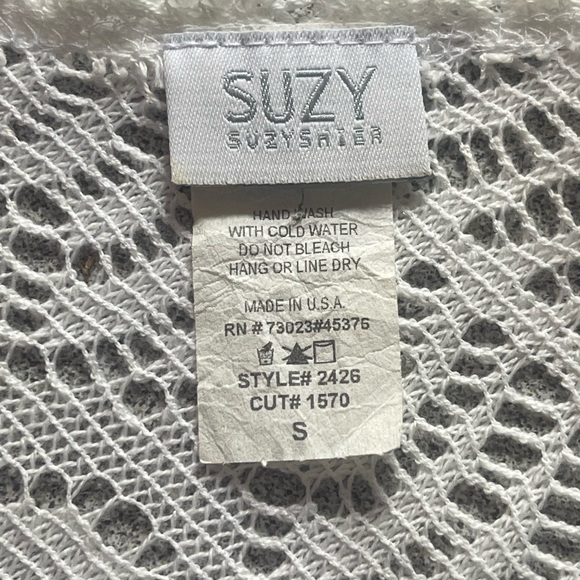 SUZY
SUZYSHIER
HAND WASH
WITH COLD WATER
DO NOT BLEACH
HANG OR LINE DRY
MADE IN U.S.A.
RN # 73023#45376
STYLE# 2426
CUT# 1570
S